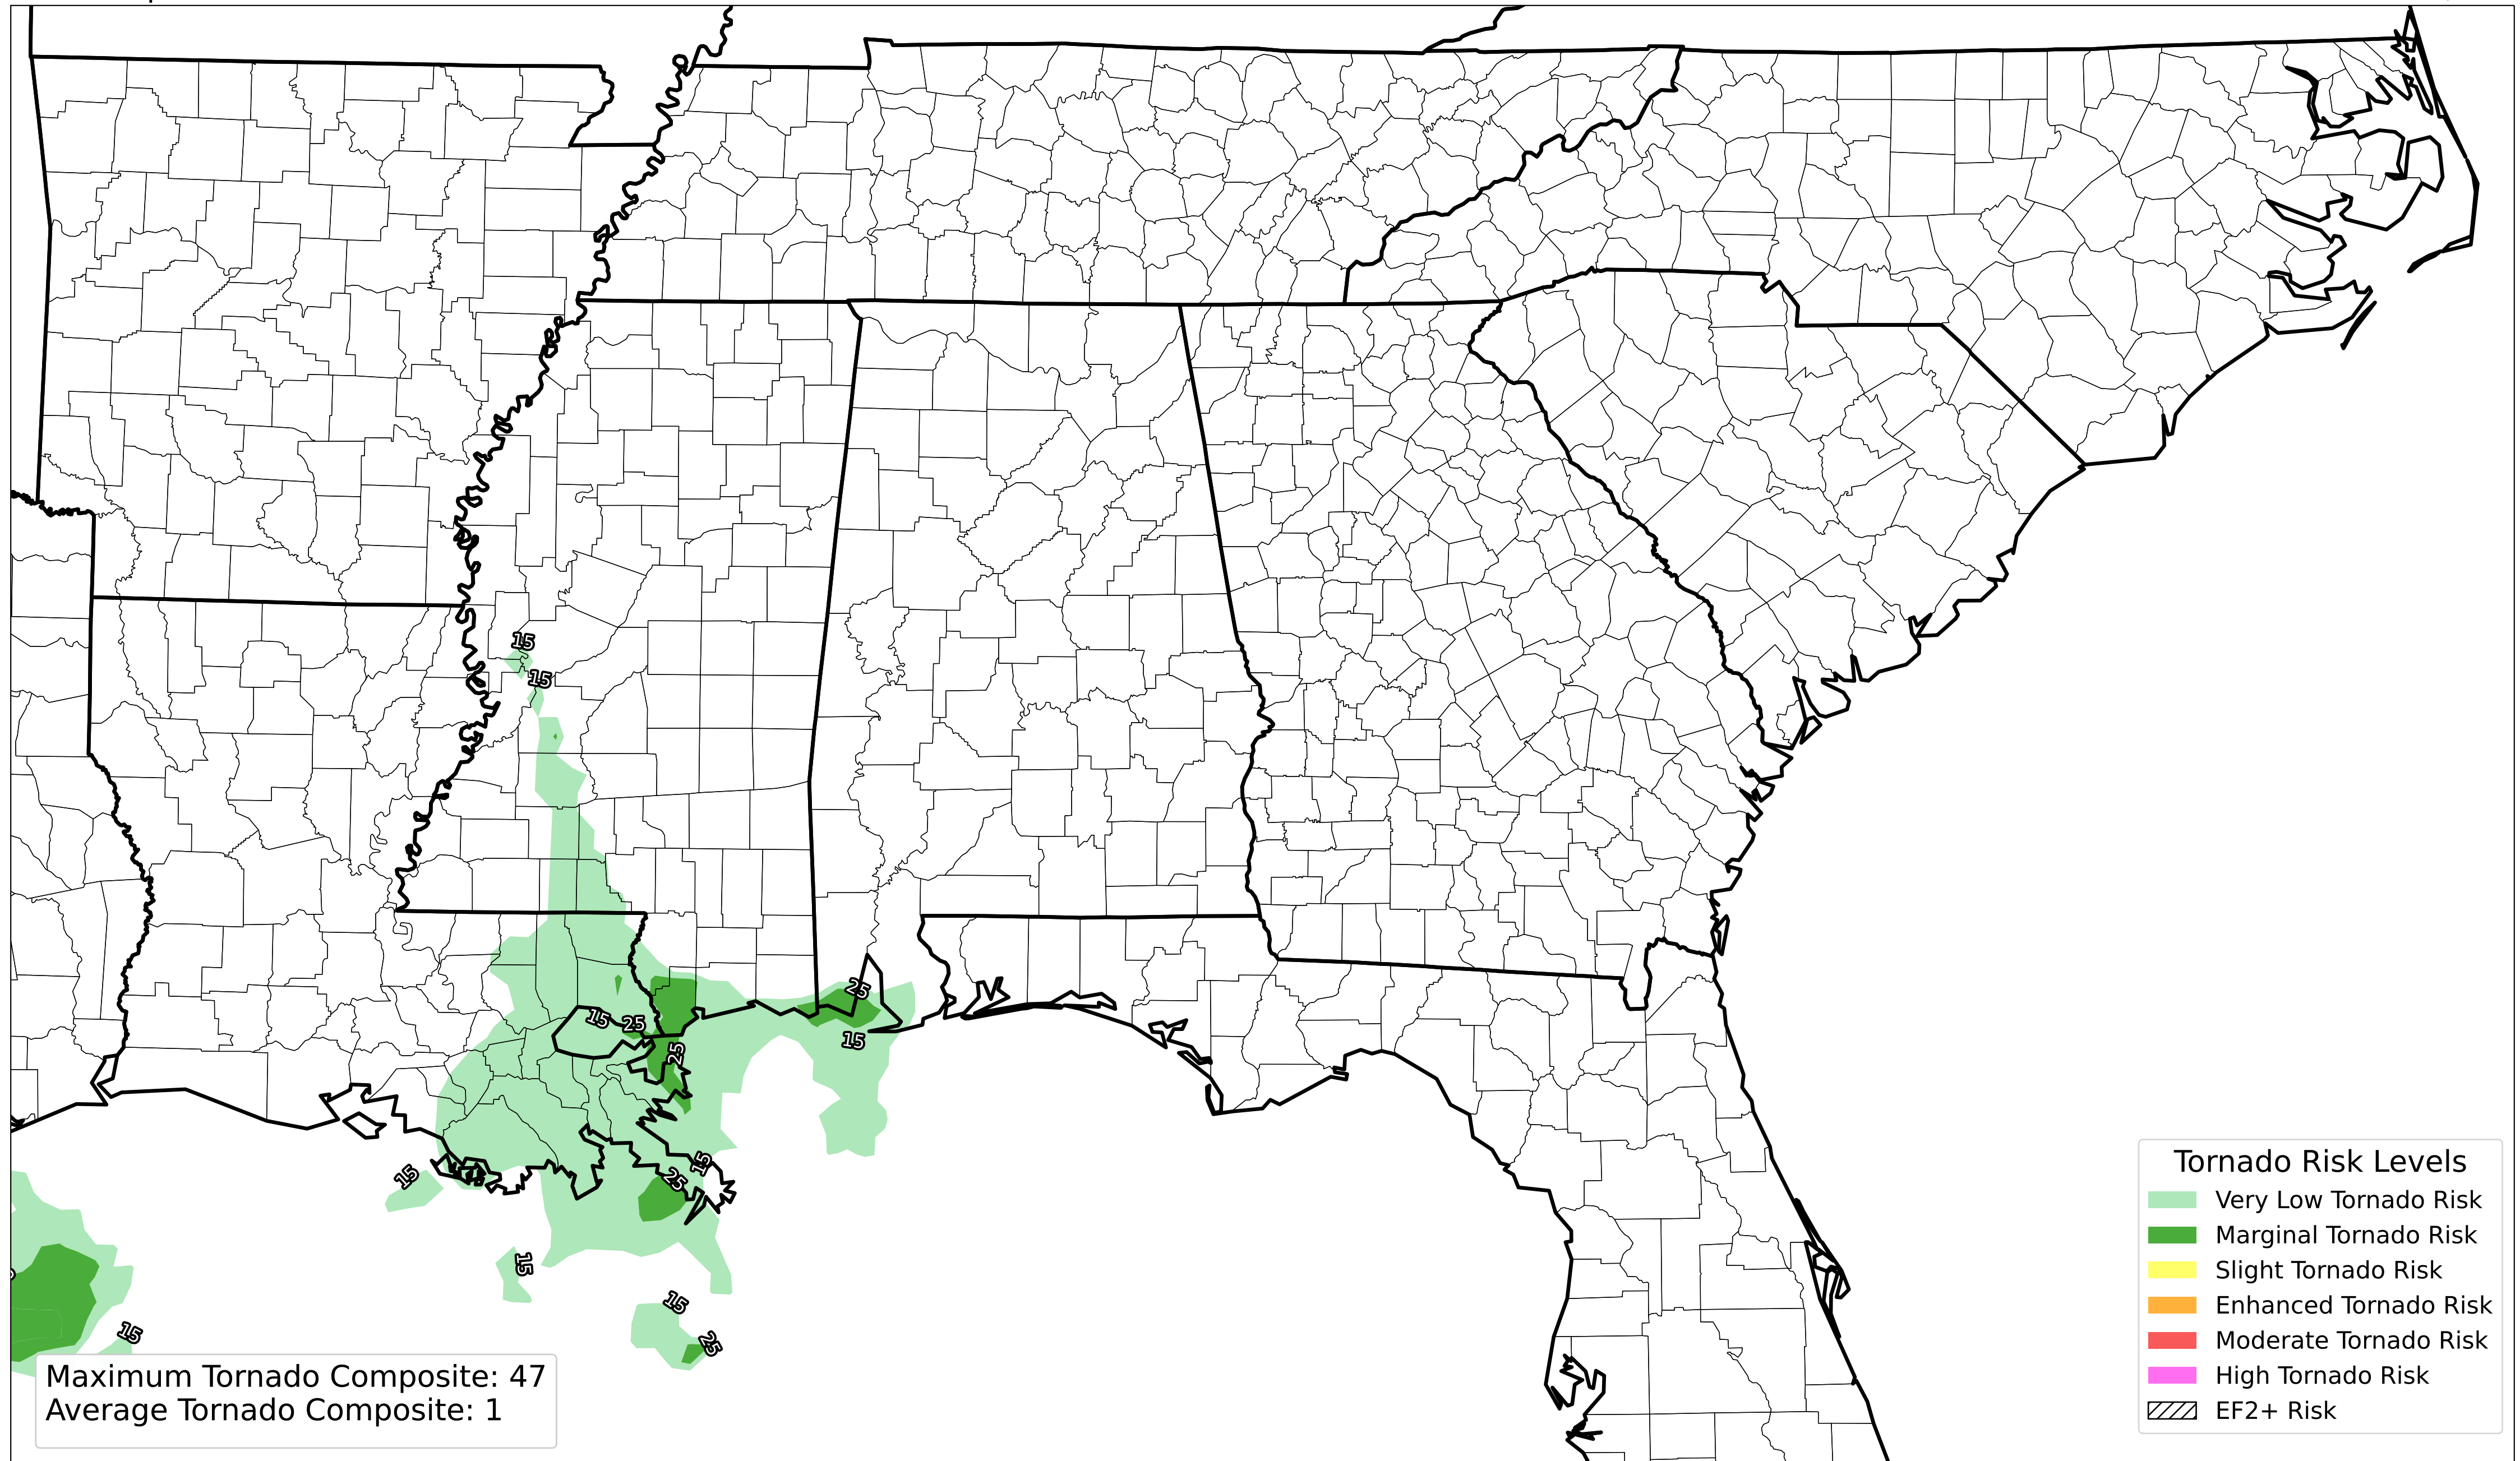 15
15
25
15
25
15
25
15
15
25
15
15
15
25
Maximum Tornado Composite: 47
Average Tornado Composite: 1
Tornado Risk Levels
Very Low Tornado Risk
Marginal Tornado Risk
Slight Tornado Risk
Enhanced Tornado Risk
Moderate Tornado Risk
High Tornado Risk
EF2+ Risk